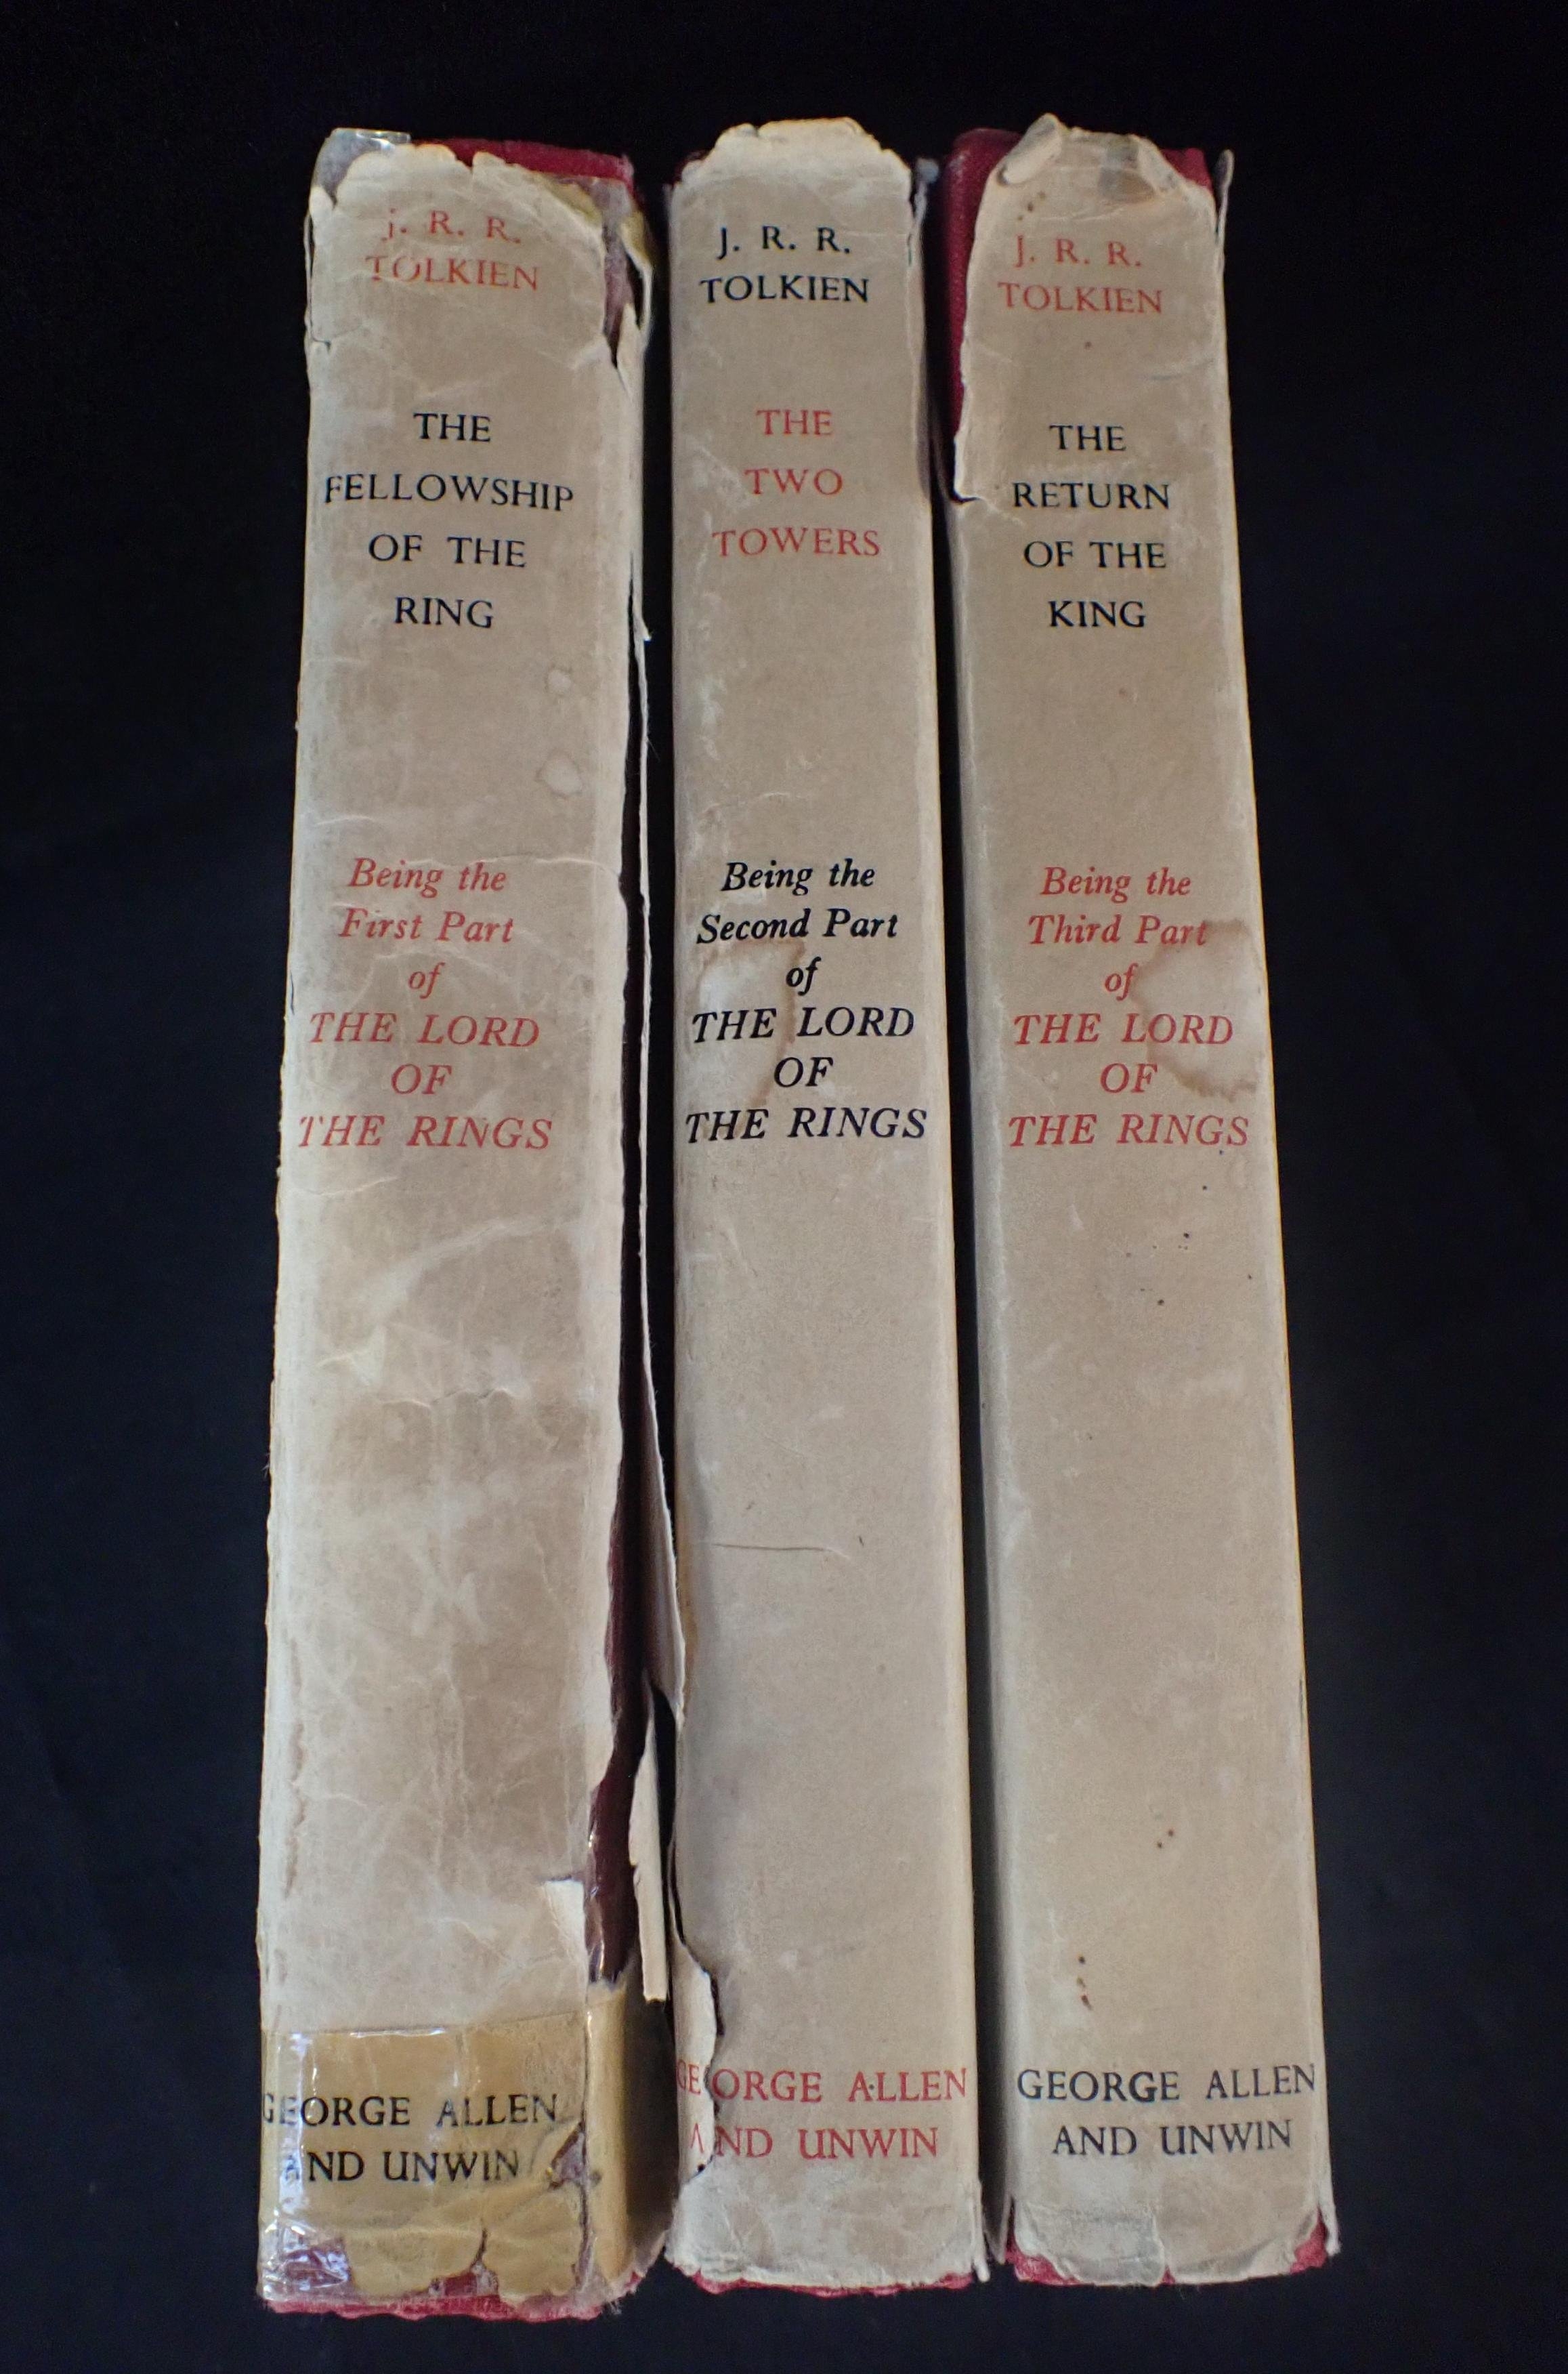 J. R. R.
TOLKIEN
THE
FELLOWSHIP
OF THE
RING
Being the
First Part
of
THE LORD
OF
THE RINGS
GEORGE ALLEN
AND UNWIN
J. R. R.
TOLKIEN
THE
TWO
TOWERS
Being the
Second Part
of
THE LORD
OF
THE RINGS
GEORGE ALLEN
AND UNWIN
J. R. R.
TOLKIEN
THE
RETURN
OF THE
KING
Being the
Third Part
of
THE LORD
OF
THE RINGS
GEORGE ALLEN
AND UNWIN